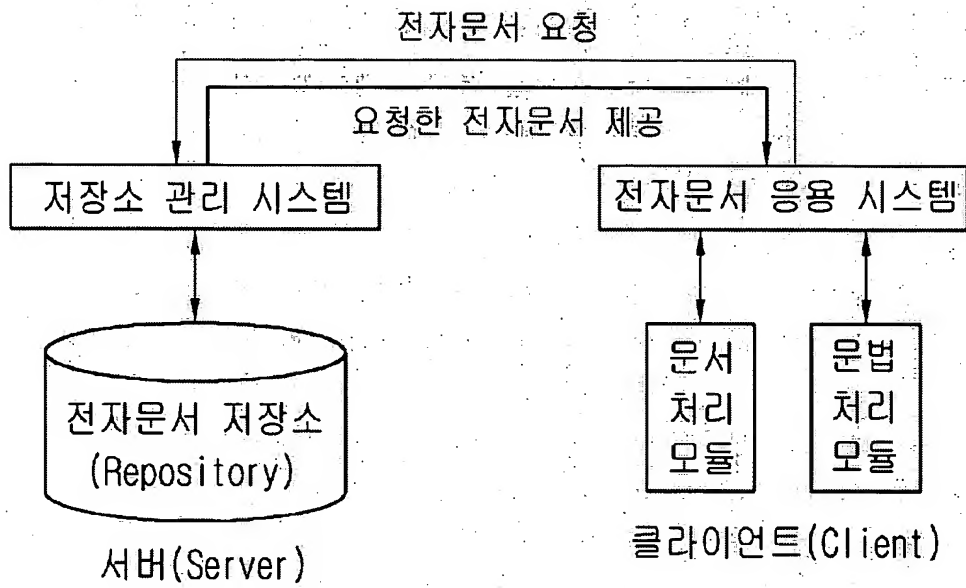 전자문서 요청
요청한 전자문서 제공
저장소 관리 시스템
전자문서 응용 시스템
전자문서 저장소
(Repository)
문서
처리
모듈
문법
처리
모듈
서버(Server)
클라이언트(Client)